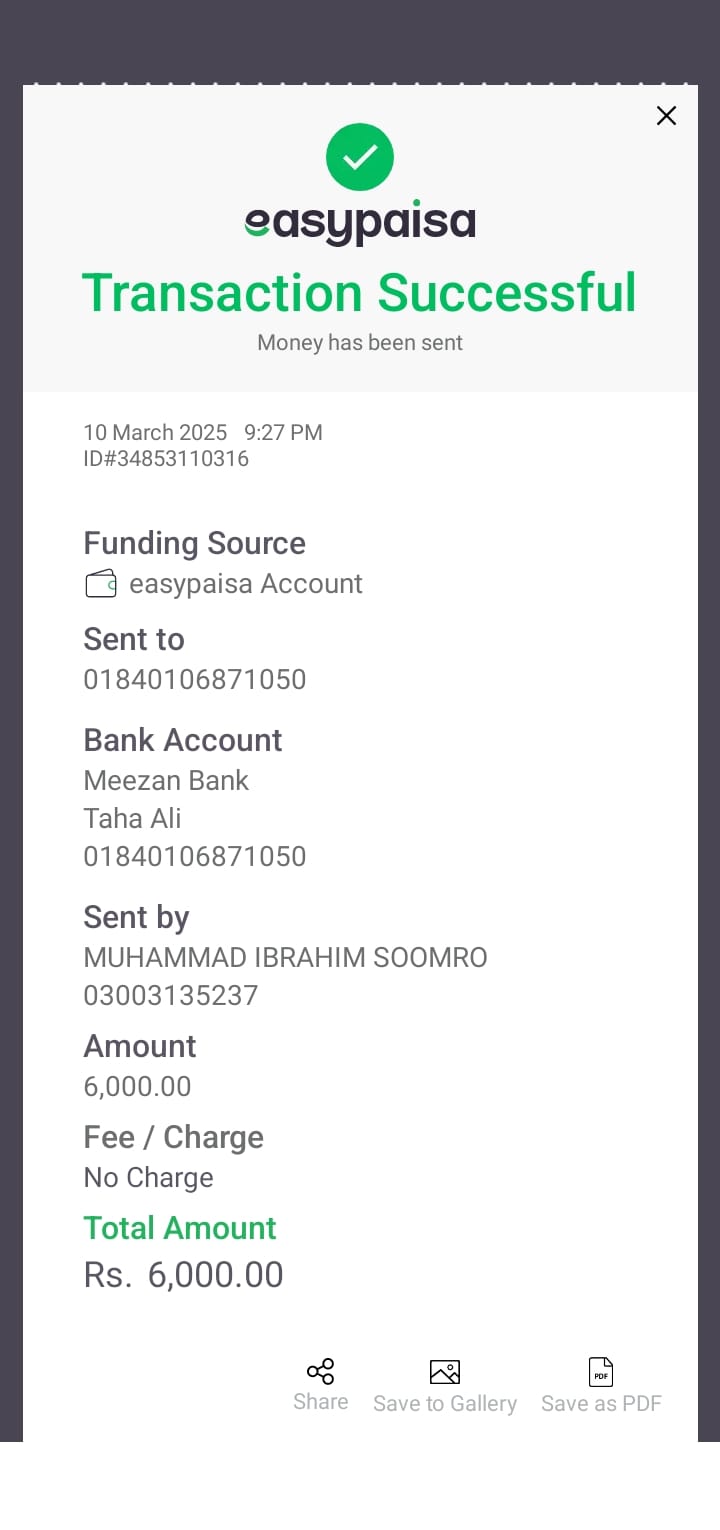 easypaisa
Transaction Successful
Money has been sent
10 March 2025 9:27 PM
ID#34853110316
Funding Source
easypaisa Account
Sent to
01840106871050
Bank Account
Meezan Bank
Taha Ali
01840106871050
Sent by
MUHAMMAD IBRAHIM SOOMRO
03003135237
Amount
6,000.00
Fee / Charge
No Charge
Total Amount
Rs. 6,000.00
PDF
Share Save to Gallery Save as PDF